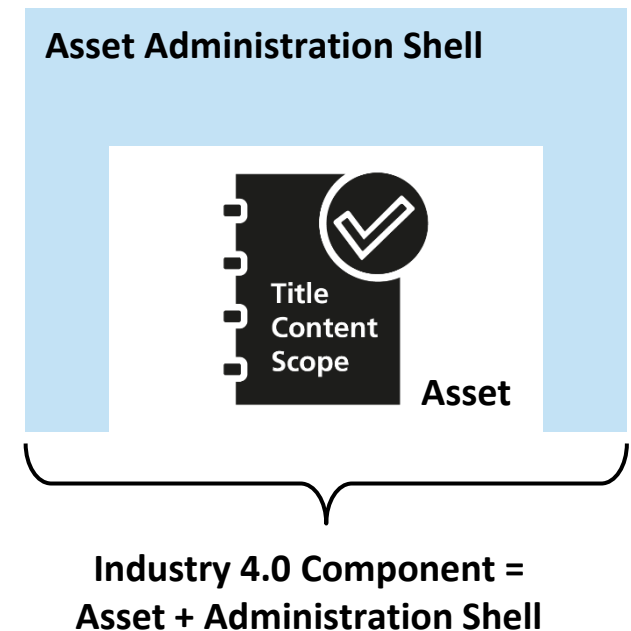 Asset Administration Shell
Title
Content
Scope
Asset
Industry 4.0 Component =
Asset + Administration Shell